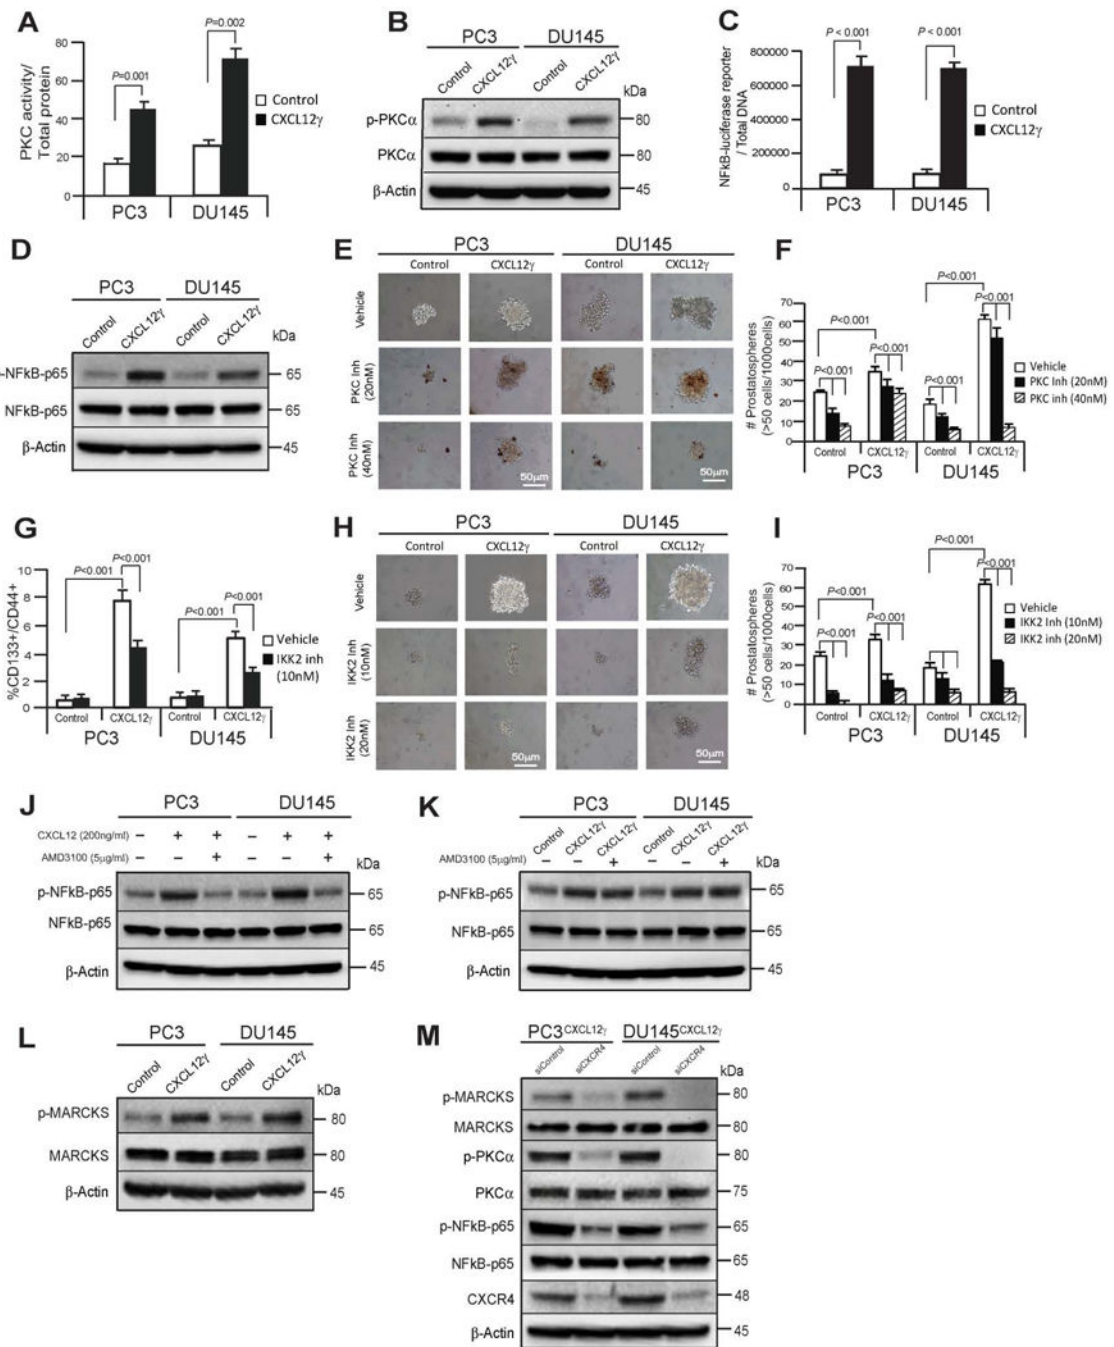 A
PKC activity/
Total protein
80
60
40
20
0
P=0.001
P=0.002
Control
CXCL12γ
PC3
DU145
B
PC3
DU145
Control
CXCL12γ
Control
CXCL12γ
kDa
p-PKCα
80
PKCα
80
β-Actin
45
C
NFkB-luciferase reporter
/ Total DNA
800000
600000
400000
200000
0
P < 0.001
P < 0.001
Control
CXCL12γ
PC3
DU145
D
PC3
DU145
Control
CXCL12γ
Control
CXCL12γ
kDa
-NFkB-p65
65
NFkB-p65
65
β-Actin
45
E
PC3
DU145
Control
CXCL12γ
Control
CXCL12γ
Vehicle
PKC Inh
(20nM)
PKC Inh
(40nM)
50μm
50μm
F
# Prostatospheres
(>50 cells/1000cells)
70
60
50
40
30
20
10
0
P<0.001
P<0.001
P<0.001
P<0.001
P<0.001
P<0.001
Vehicle
PKC Inh (20nM)
PKC inh (40nM)
Control
CXCL12γ
Control
CXCL12γ
PC3
DU145
G
%CD133+/CD44+
10
8
6
4
2
0
P<0.001
P<0.001
P<0.001
P<0.001
Vehicle
IKK2 inh
(10nM)
Control
CXCL12γ
Control
CXCL12γ
PC3
DU145
H
PC3
DU145
Control
CXCL12γ
Control
CXCL12γ
Vehicle
IKK2 Inh
(10nM)
IKK2 Inh
(20nM)
50μm
50μm
I
# Prostatospheres
(>50 cells/1000cells)
70
60
50
40
30
20
10
0
P<0.001
P<0.001
P<0.001
P<0.001
P<0.001
Vehicle
IKK2 Inh (10nM)
IKK2 inh (20nM)
Control
CXCL12γ
Control
CXCL12γ
PC3
DU145
J
PC3
DU145
CXCL12 (200ng/ml) – + + – + +
AMD3100 (5μg/ml) – – + – – +
kDa
p-NFkB-p65
65
NFkB-p65
65
β-Actin
45
K
PC3
DU145
Control
CXCL12γ
CXCL12γ
Control
CXCL12γ
CXCL12γ
AMD3100 (5μg/ml) – – + – – +
kDa
p-NFkB-p65
65
NFkB-p65
65
β-Actin
45
L
PC3
DU145
Control
CXCL12γ
Control
CXCL12γ
kDa
p-MARCKS
80
MARCKS
80
β-Actin
45
M
PC3CXCL12γ
DU145CXCL12γ
siControl
siCXCR4
siControl
siCXCR4
kDa
p-MARCKS
80
MARCKS
80
p-PKCα
80
PKCα
75
p-NFkB-p65
65
NFkB-p65
65
CXCR4
48
β-Actin
45